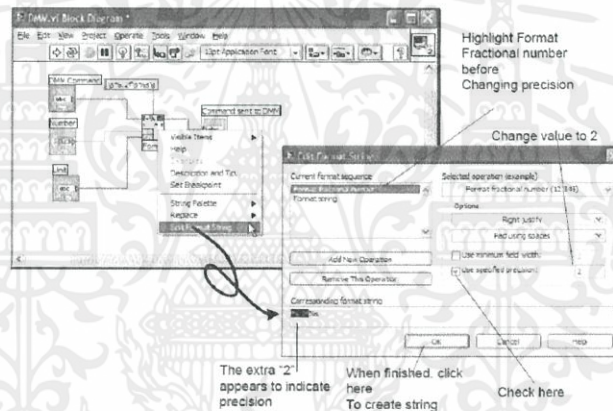 DMM.vi Block Diagram *
File Edit View Project Operate Tools Window Help
12pt Application Font
DMM Command
Number
Command sent to DMM
Visible Items
Help
Description and Tip...
Set Breakpoint
String Palette
Replace
Edit Format String
Highlight Format
Fractional number
before
Changing precision
Change value to 2
Edit Format String
Current format sequence
Format fractional number
Format string
Add New Operation
Remove This Operation
Corresponding format string
Selected operation (example)
Format fractional number (12.345)
Options
Right justify
Pad using spaces
Use minimum field width:
Use specified precision:
2
OK
Cancel
Help
The extra "2"
appears to indicate
precision
When finished, click
here
To create string
Check here